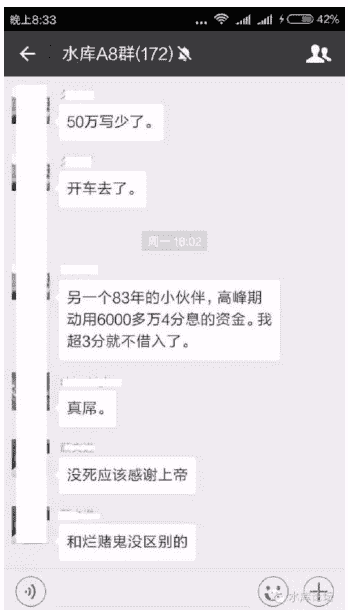 晚上8:33
... 42%
水库A8群(172)
50万写少了。
开车去了。
周一 18:02
另一个83年的小伙伴，高峰期
动用6000多万4分息的资金。我
超3分就不借入了。
真屌。
没死应该感谢上帝
和烂赌鬼没区别的